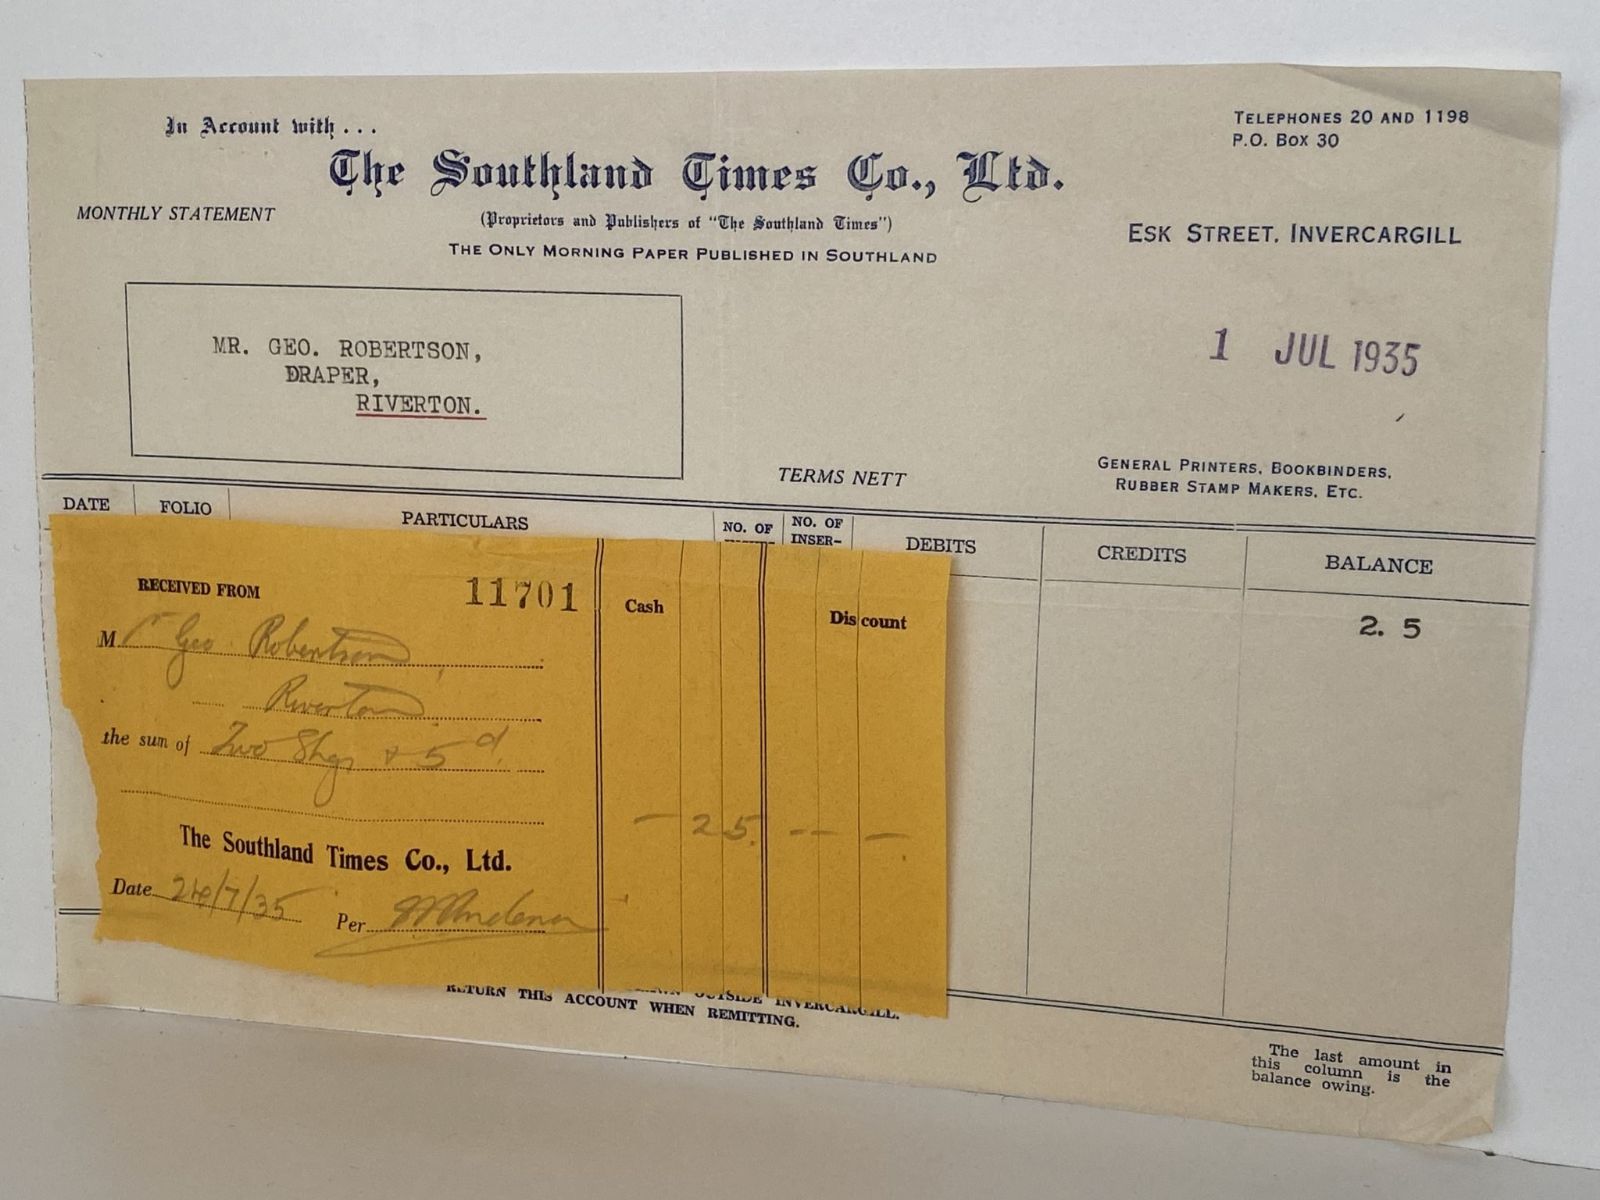 In Account with...
The Southland Times Co., Ltd.
TELEPHONES 20 AND 1198
P.O. BOX 30
MONTHLY STATEMENT
(Proprietors and Publishers of "The Southland Times")
THE ONLY MORNING PAPER PUBLISHED IN SOUTHLAND
ESK STREET, INVERCARGILL
MR. GEO. ROBERTSON,
DRAPER,
RIVERTON.
1 JUL 1935
TERMS NETT
GENERAL PRINTERS, BOOKBINDERS,
RUBBER STAMP MAKERS, ETC.
DATE FOLIO PARTICULARS NO. OF NO. OF INSER- DEBITS CREDITS BALANCE
2. 5
RECEIVED FROM 11701 Cash Discount
Mr Geo. Robertson
Riverton
the sum of Two Shgs + 5d.
- 2 5. -- -
The Southland Times Co., Ltd.
Date /7/35 Per
OUTSIDE INVERCARGILL.
RETURN THIS ACCOUNT WHEN REMITTING.
The last amount in
this column is the
balance owing.